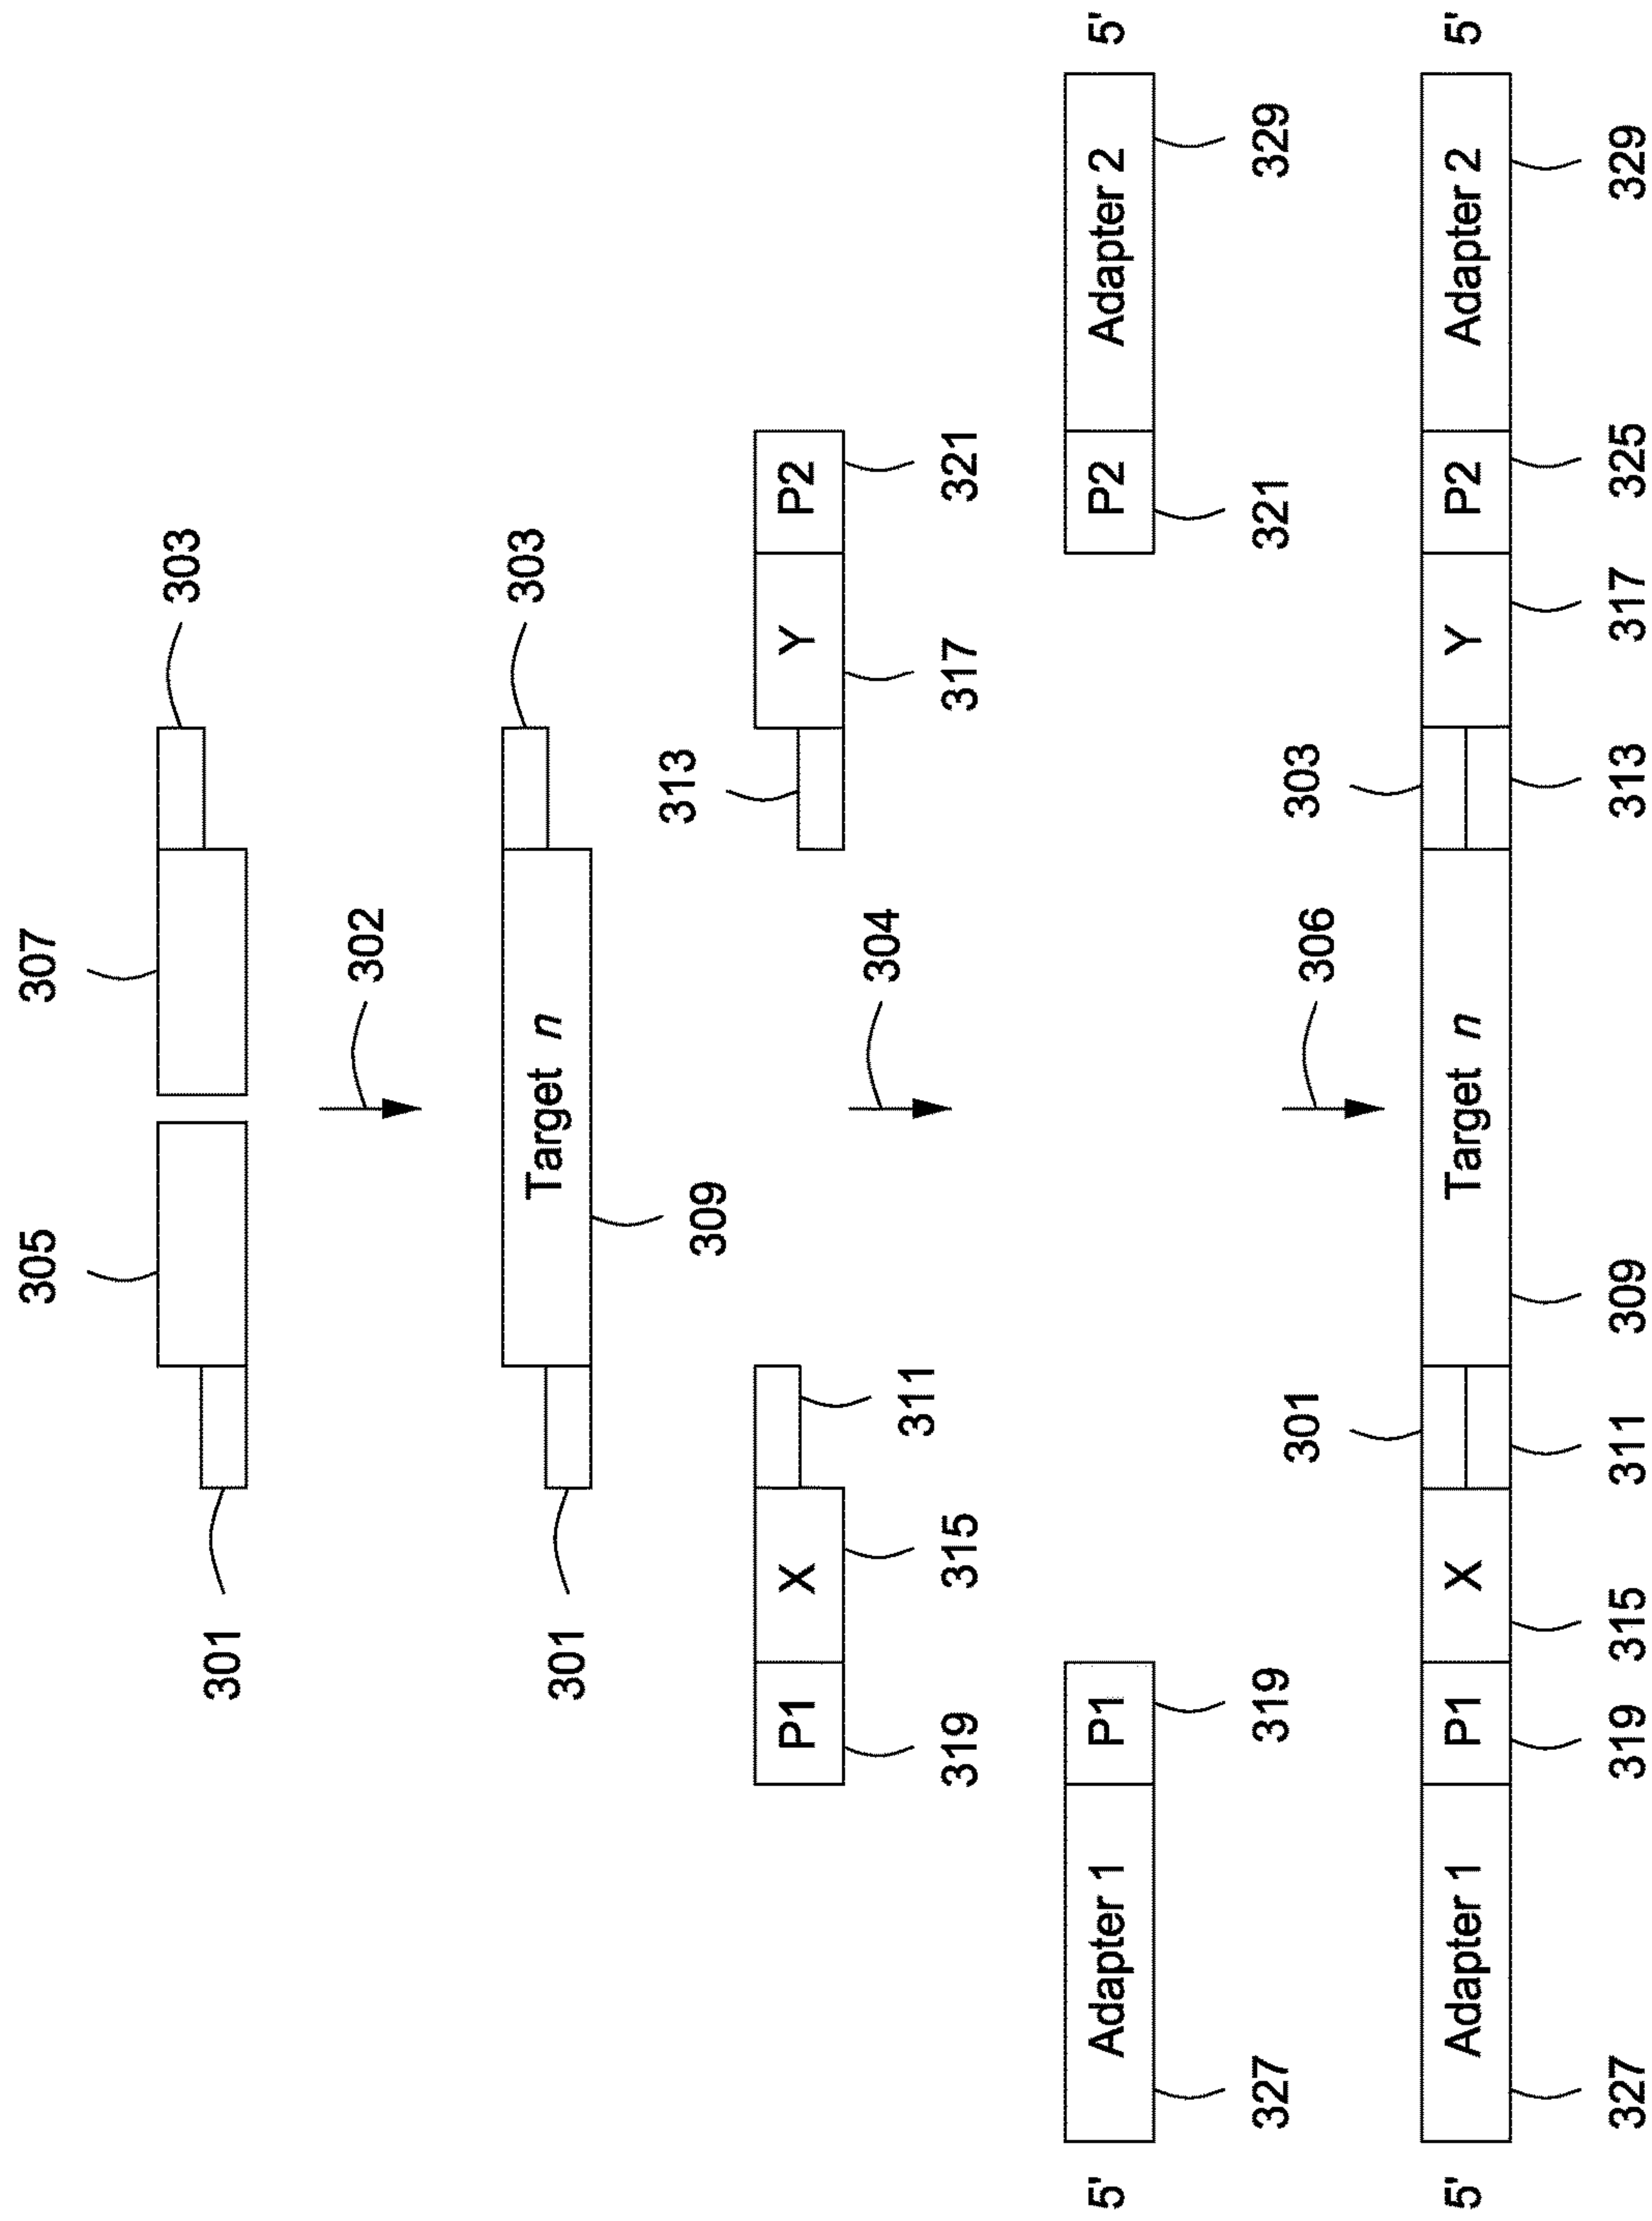 305 307
301 303
302
301 Target n 303
309
313
P1 X Y P2
319 315 311 317 321
304
5' Adapter 1 P1 P2 Adapter 2 5'
327 319 321 329
306
301 303
5' Adapter 1 P1 X Target n Y P2 Adapter 2 5'
327 319 315 311 309 313 317 325 329